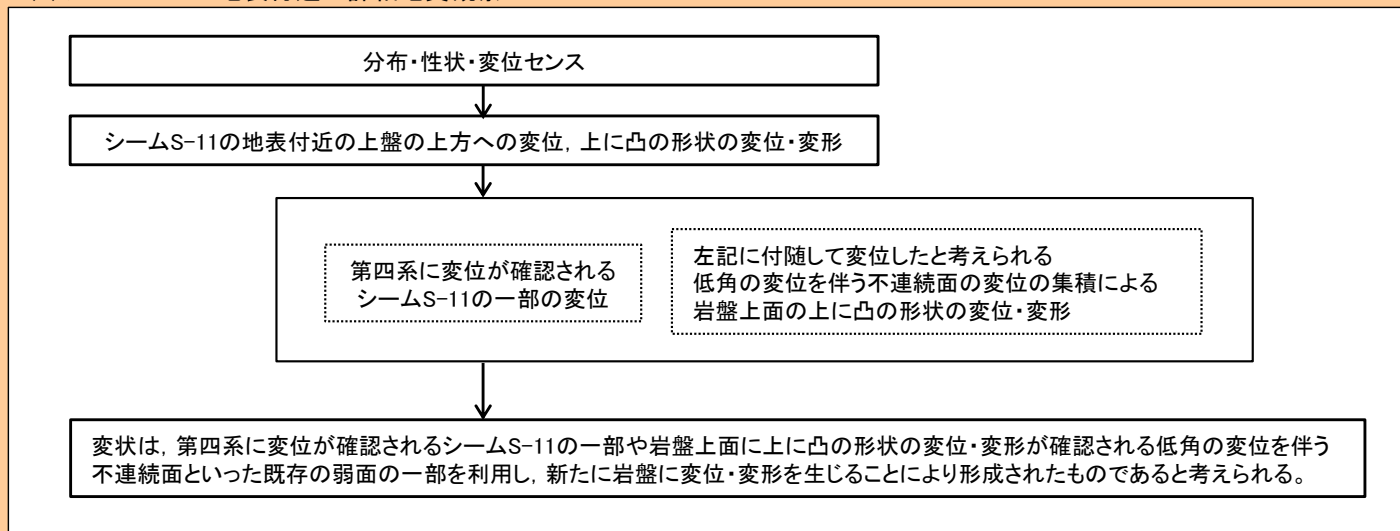 分布・性状・変位センス
シームS-11の地表付近の上盤の上方への変位，上に凸の形状の変位・変形
第四系に変位が確認される
シームS-11の一部の変位
左記に付随して変位したと考えられる
低角の変位を伴う不連続面の変位の集積による
岩盤上面の上に凸の形状の変位・変形
変状は，第四系に変位が確認されるシームS-11の一部や岩盤上面に上に凸の形状の変位・変形が確認される低角の変位を伴う
不連続面といった既存の弱面の一部を利用し，新たに岩盤に変位・変形を生じることにより形成されたものであると考えられる。